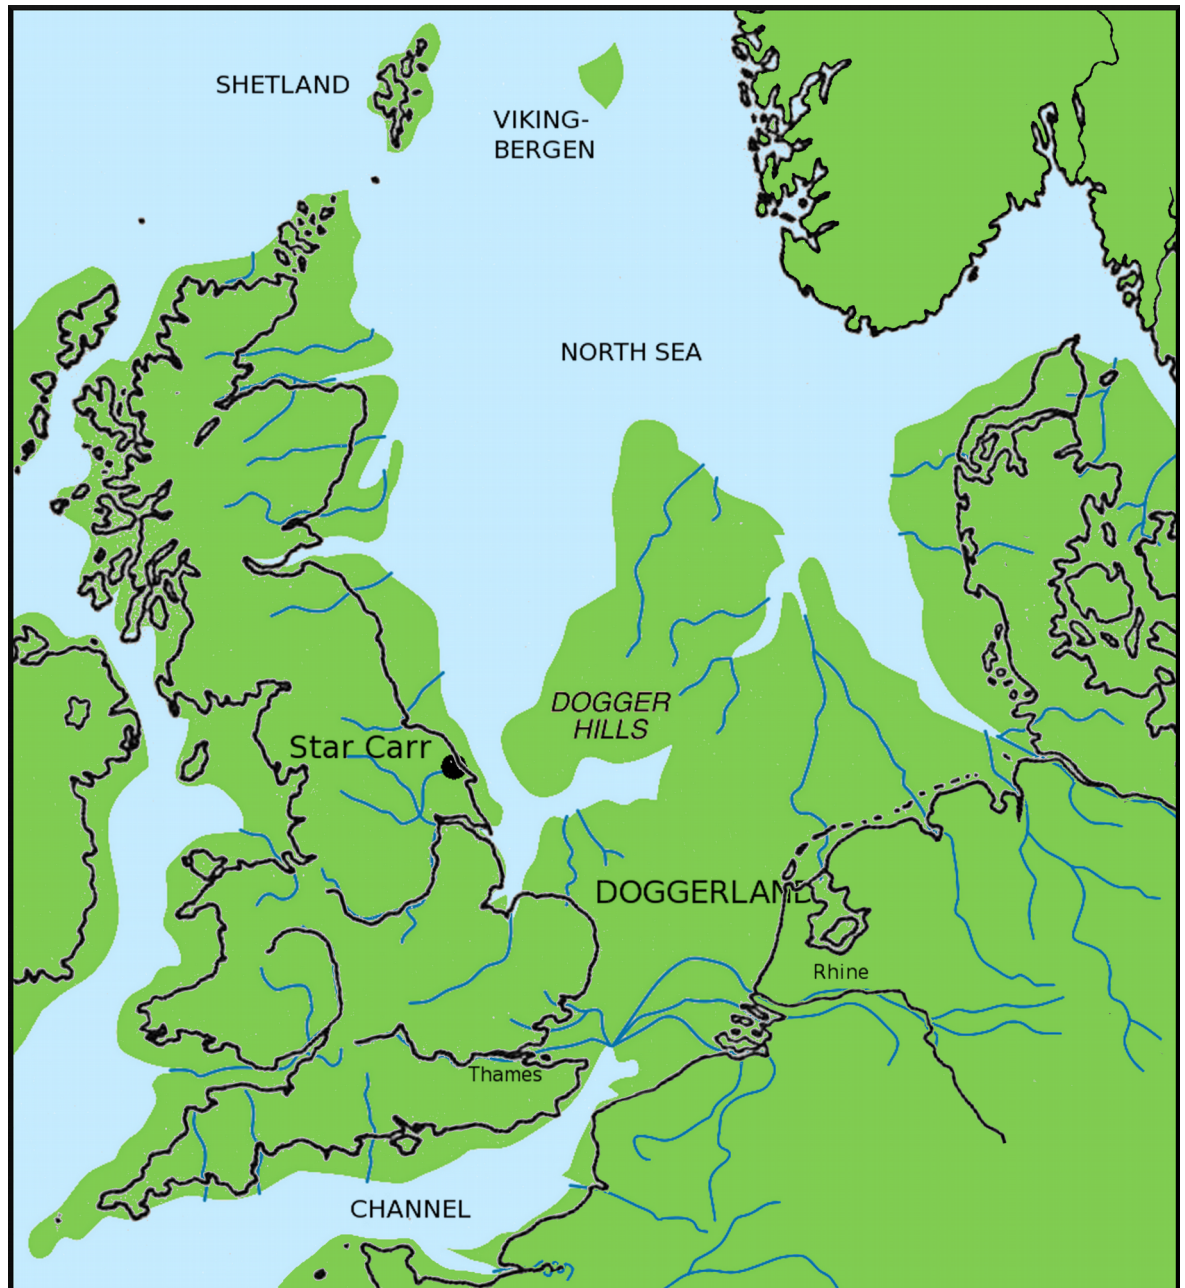 SHETLAND
VIKING-
BERGEN
NORTH SEA
DOGGER
HILLS
Star Carr
DOGGERLAND
Rhine
Thames
CHANNEL